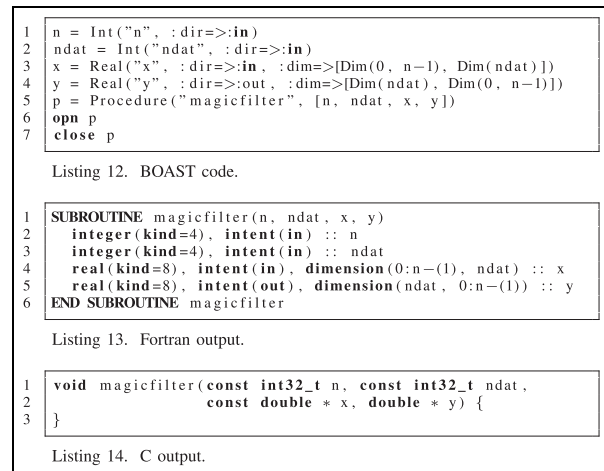 1 n = Int("n", :dir=>:in)
2 ndat = Int("ndat", :dir=>:in)
3 x = Real("x", :dir=>:in, :dim=>[Dim(0, n-1), Dim(ndat)])
4 y = Real("y", :dir=>:out, :dim=>[Dim(ndat), Dim(0, n-1)])
5 p = Procedure("magicfilter", [n, ndat, x, y])
6 opn p
7 close p
Listing 12. BOAST code.
1 SUBROUTINE magicfilter(n, ndat, x, y)
2 integer(kind=4), intent(in) :: n
3 integer(kind=4), intent(in) :: ndat
4 real(kind=8), intent(in), dimension(0:n-(1), ndat) :: x
5 real(kind=8), intent(out), dimension(ndat, 0:n-(1)) :: y
6 END SUBROUTINE magicfilter
Listing 13. Fortran output.
1 void magicfilter(const int32_t n, const int32_t ndat,
2 const double * x, double * y) {
3 }
Listing 14. C output.